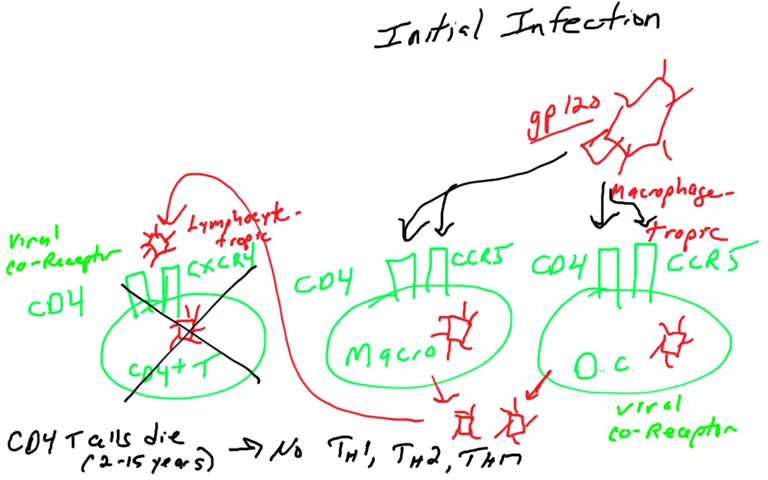 Initial Infection
gp120
Macrophage-
tropic
Lymphocyte-
tropic
Viral
Co-Receptor
CXCR4
CD4
CD4+ T
CD4
CCR5
Macro
CD4
CCR5
D.C.
Viral
Co-Receptor
CD4 T cells die
(2-15 years)
→ No TH1, TH2, TH17